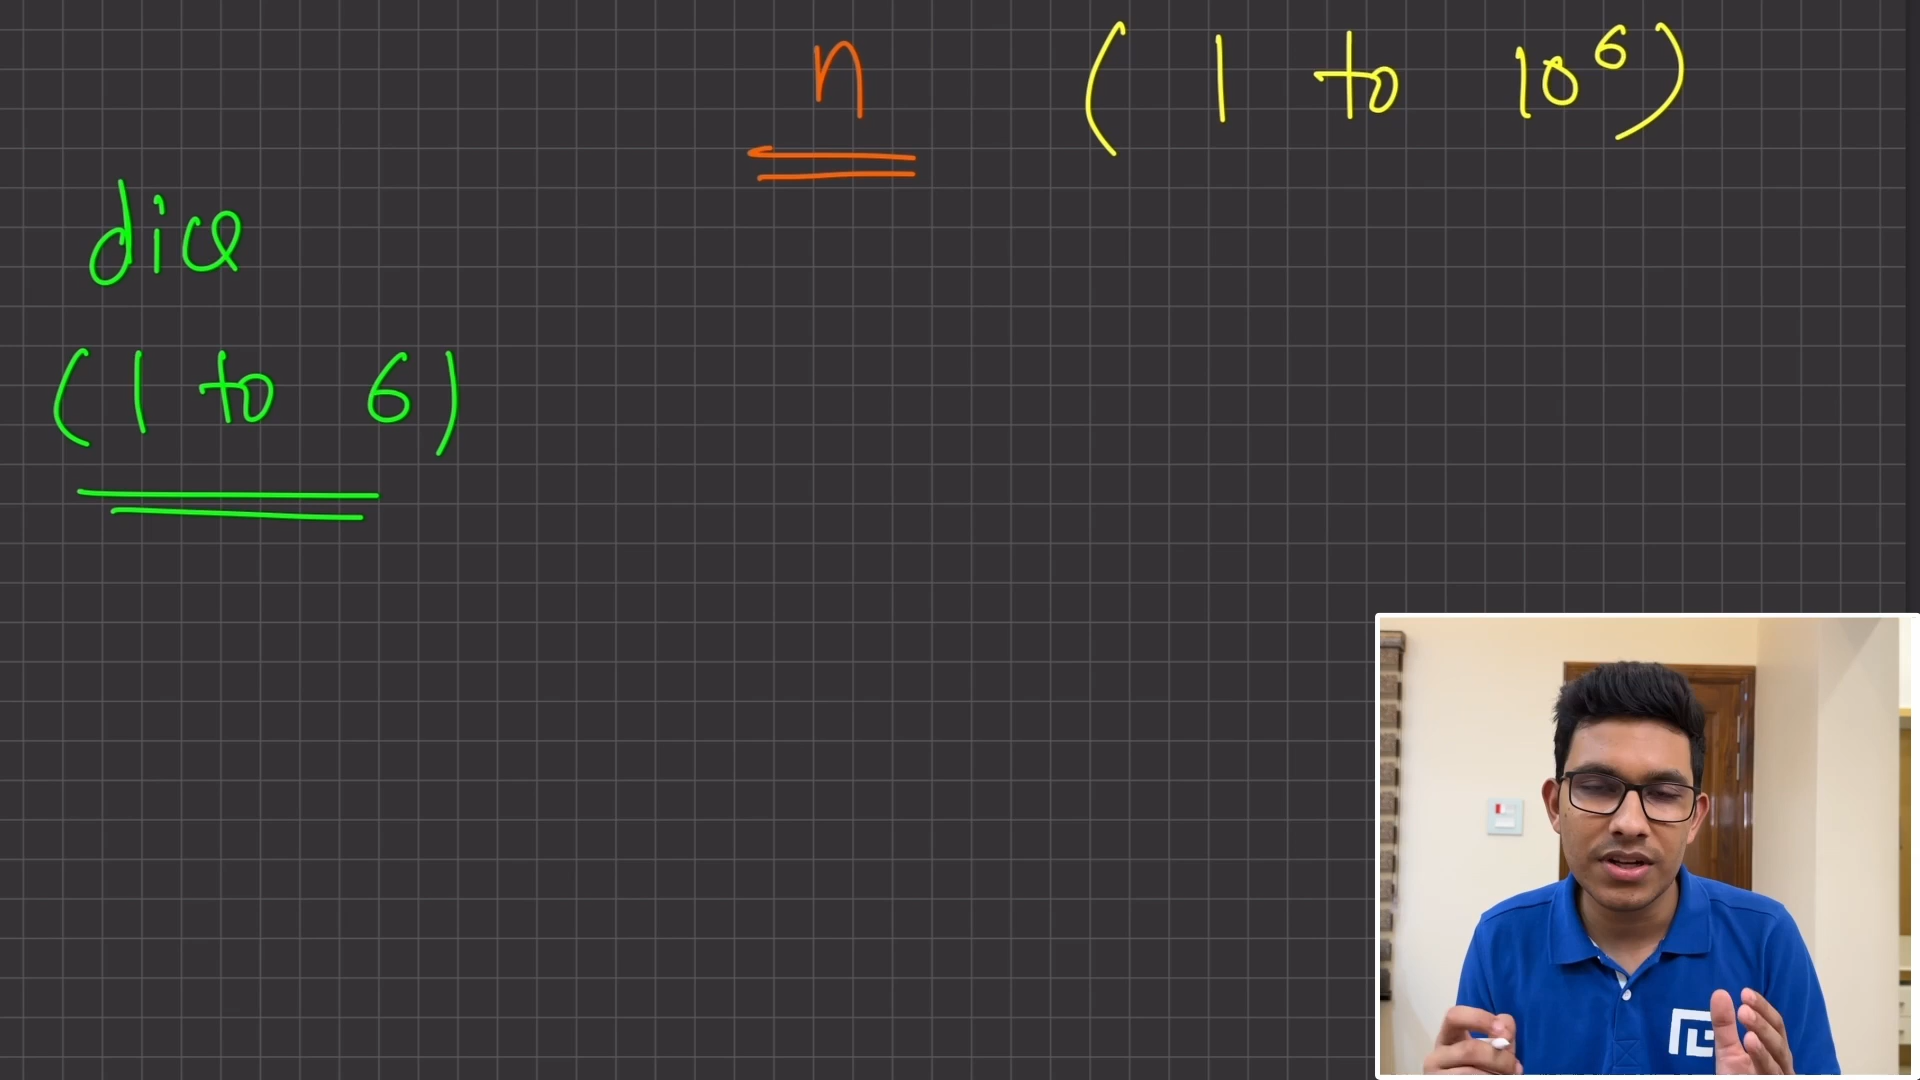 n ( 1 to 10⁶ )
dice
( 1 to 6 )